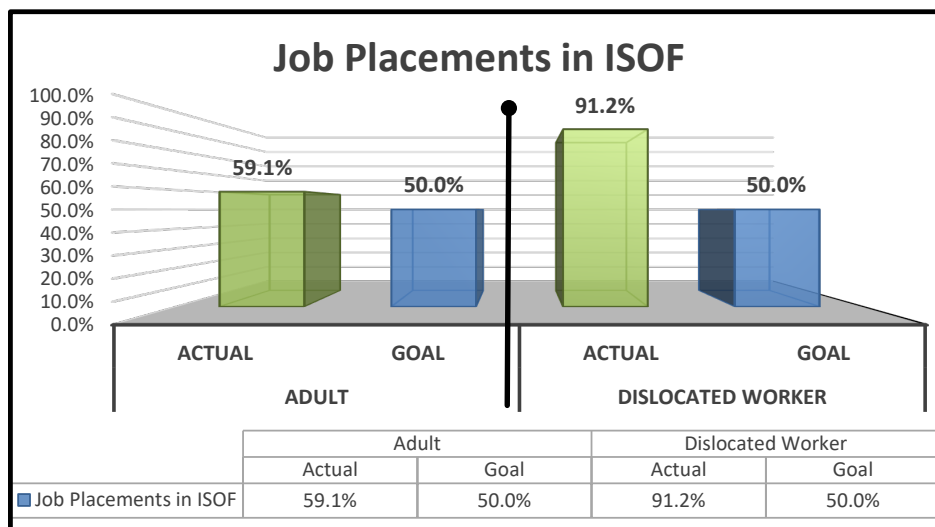 Job Placements in ISOF
100.0%
90.0%
80.0%
70.0%
60.0%
50.0%
40.0%
30.0%
20.0%
10.0%
0.0%
59.1%
50.0%
91.2%
50.0%
ACTUAL GOAL ACTUAL GOAL
ADULT DISLOCATED WORKER
Adult Dislocated Worker
Actual Goal Actual Goal
Job Placements in ISOF 59.1% 50.0% 91.2% 50.0%